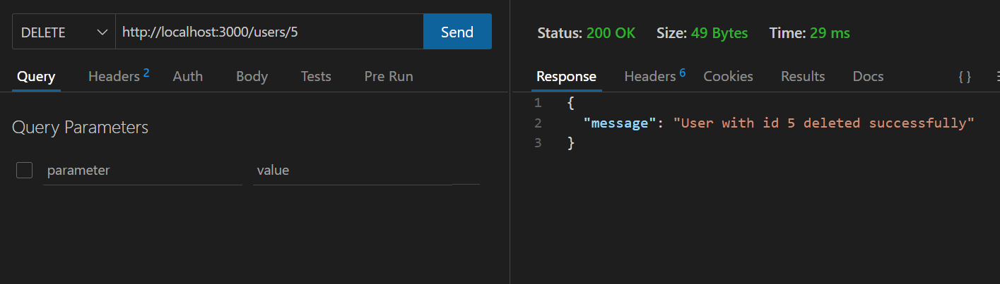 DELETE http://localhost:3000/users/5 Send
Query Headers 2 Auth Body Tests Pre Run
Query Parameters
parameter value
Status: 200 OK Size: 49 Bytes Time: 29 ms
Response Headers 6 Cookies Results Docs { }
1 {
2 "message": "User with id 5 deleted successfully"
3 }